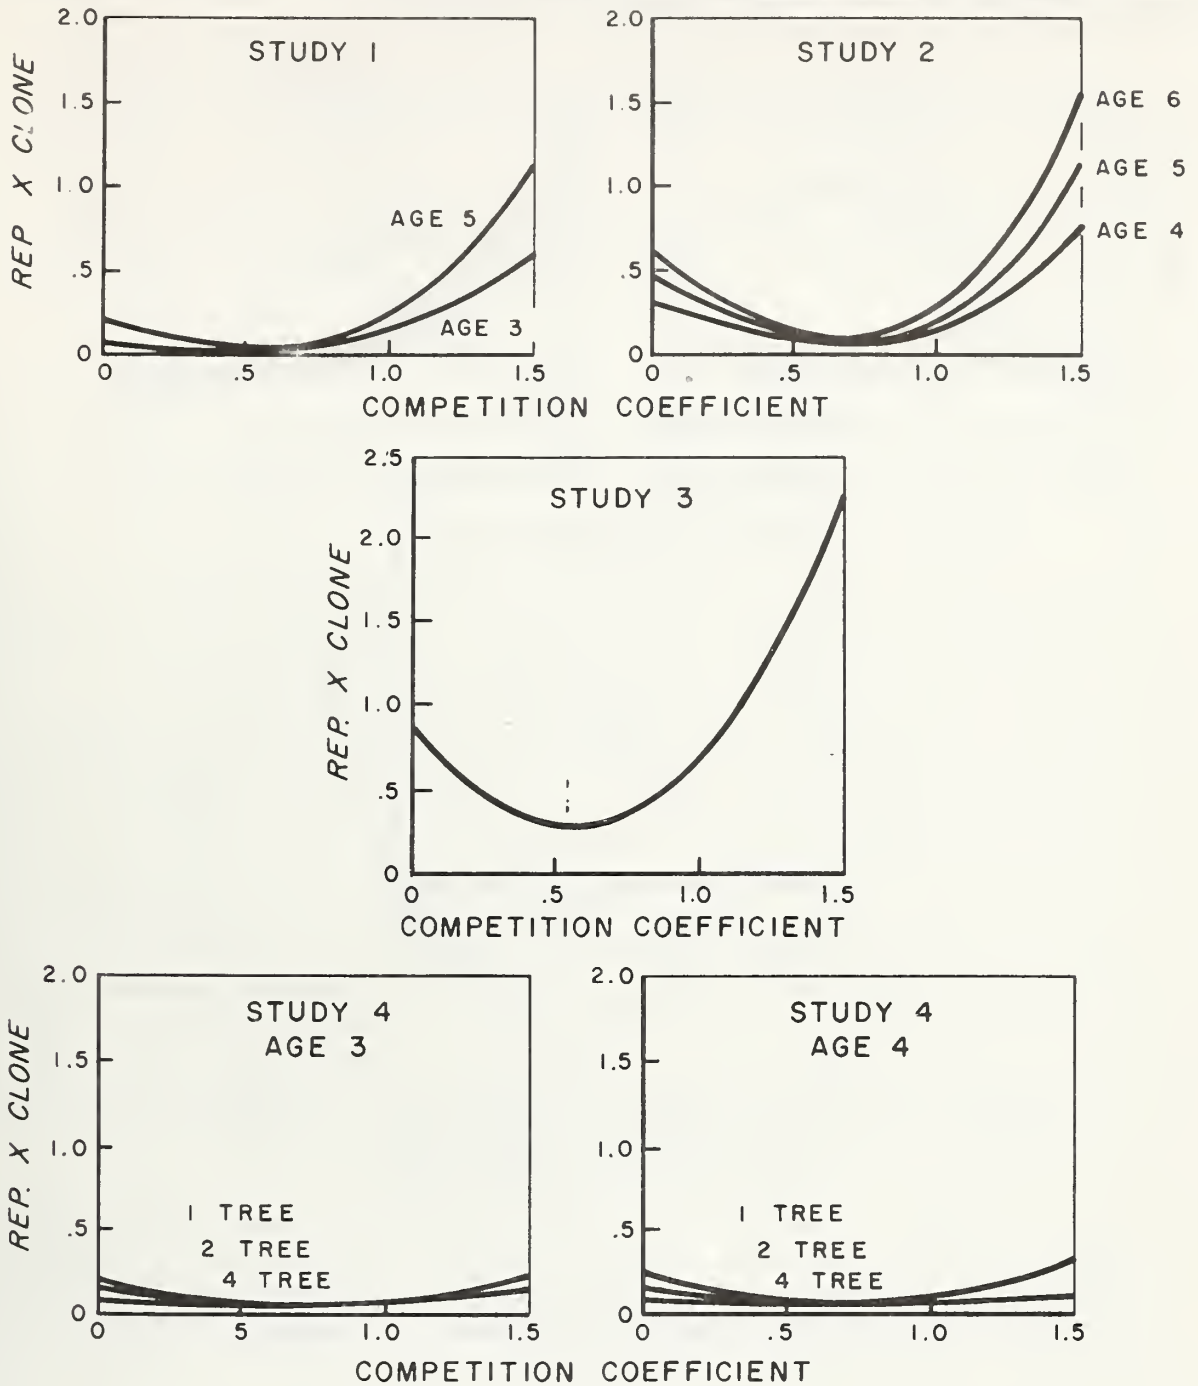 STUDY 1
REP X CLONE
2.0
1.5
1.0
.5
0
AGE 5
AGE 3
0 .5 1.0 1.5
STUDY 2
2.0
1.5
1.0
.5
0
AGE 6
AGE 5
AGE 4
0 .5 1.0 1.5
COMPETITION COEFFICIENT
STUDY 3
REP. X CLONE
2.5
2.0
1.5
1.0
.5
0
0 .5 1.0 1.5
COMPETITION COEFFICIENT
STUDY 4
AGE 3
REP. X CLONE
2.0
1.5
1.0
.5
0
1 TREE
2 TREE
4 TREE
0 5 1.0 1.5
STUDY 4
AGE 4
2.0
1.5
1.0
.5
0
1 TREE
2 TREE
4 TREE
0 .5 1.0 1.5
COMPETITION COEFFICIENT